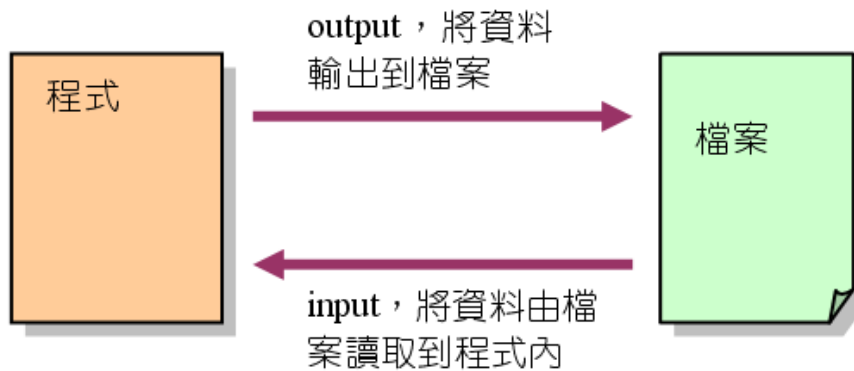 output,將資料
輸出到檔案
程式
檔案
input,將資料由檔
案讀取到程式內